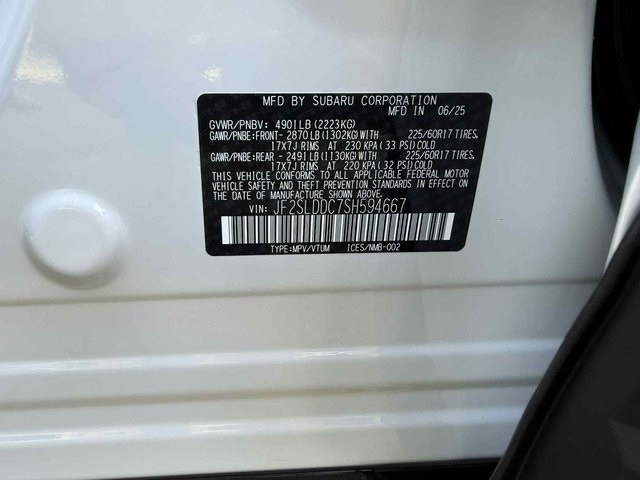 MFD BY SUBARU CORPORATION
MFD IN 06/25
GVWR/PNBV: 4901LB (2223KG)
GAWR/PNBE:FRONT- 2870LB(1302KG)WITH 225/60R17 TIRES,
17X7J RIMS AT 230 KPA(33 PSI)COLD
GAWR/PNBE:REAR - 2491LB(1130KG)WITH 225/60R17 TIRES,
17X7J RIMS AT 220 KPA(32 PSI)COLD
THIS VEHICLE CONFORMS TO ALL APPLICABLE FEDERAL MOTOR
VEHICLE SAFETY AND THEFT PREVENTION STANDARDS IN EFFECT ON
THE DATE OF MANUFACTURE SHOWN ABOVE.
VIN: JF2SLDDC7SH594667
TYPE:MPV/VTUM ICES/NMB-002